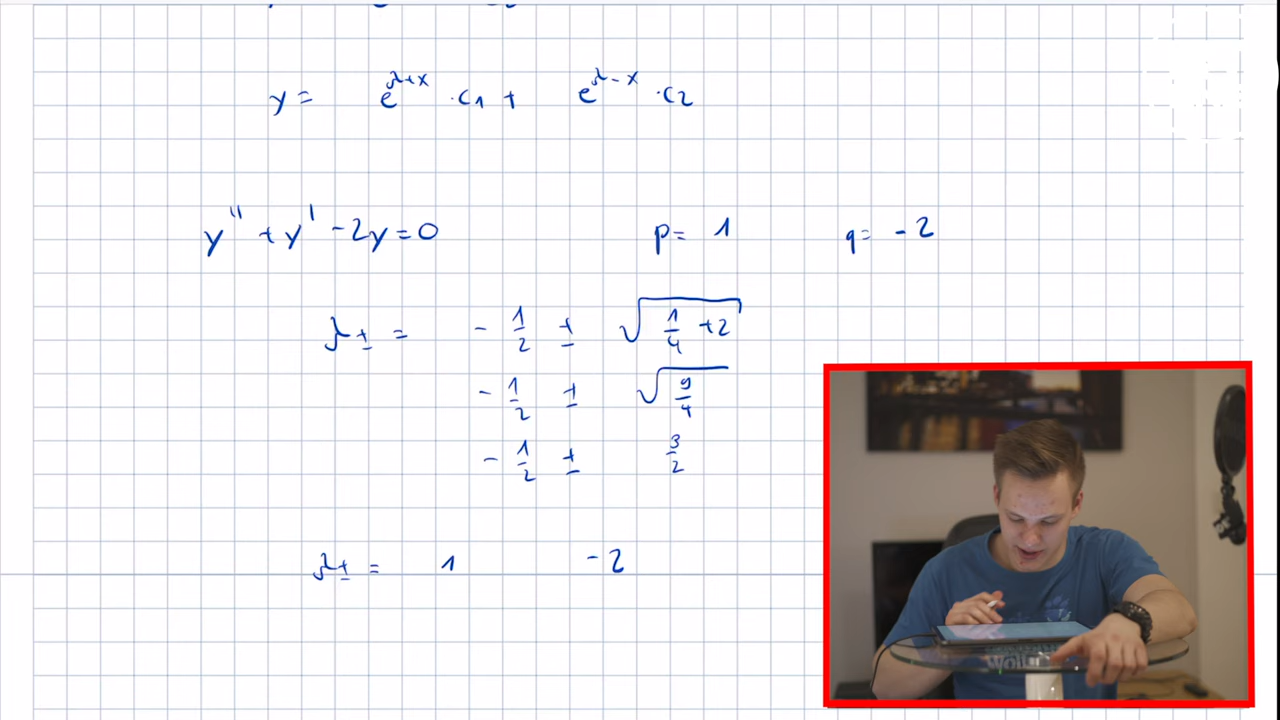 y = e^{λ+x} · c1 + e^{λ-x} · c2
y'' + y' - 2y = 0 p = 1 q = -2
λ± = - 1/2 ± √(1/4 + 2)
- 1/2 ± √(9/4)
- 1/2 ± 3/2
λ± = 1 -2